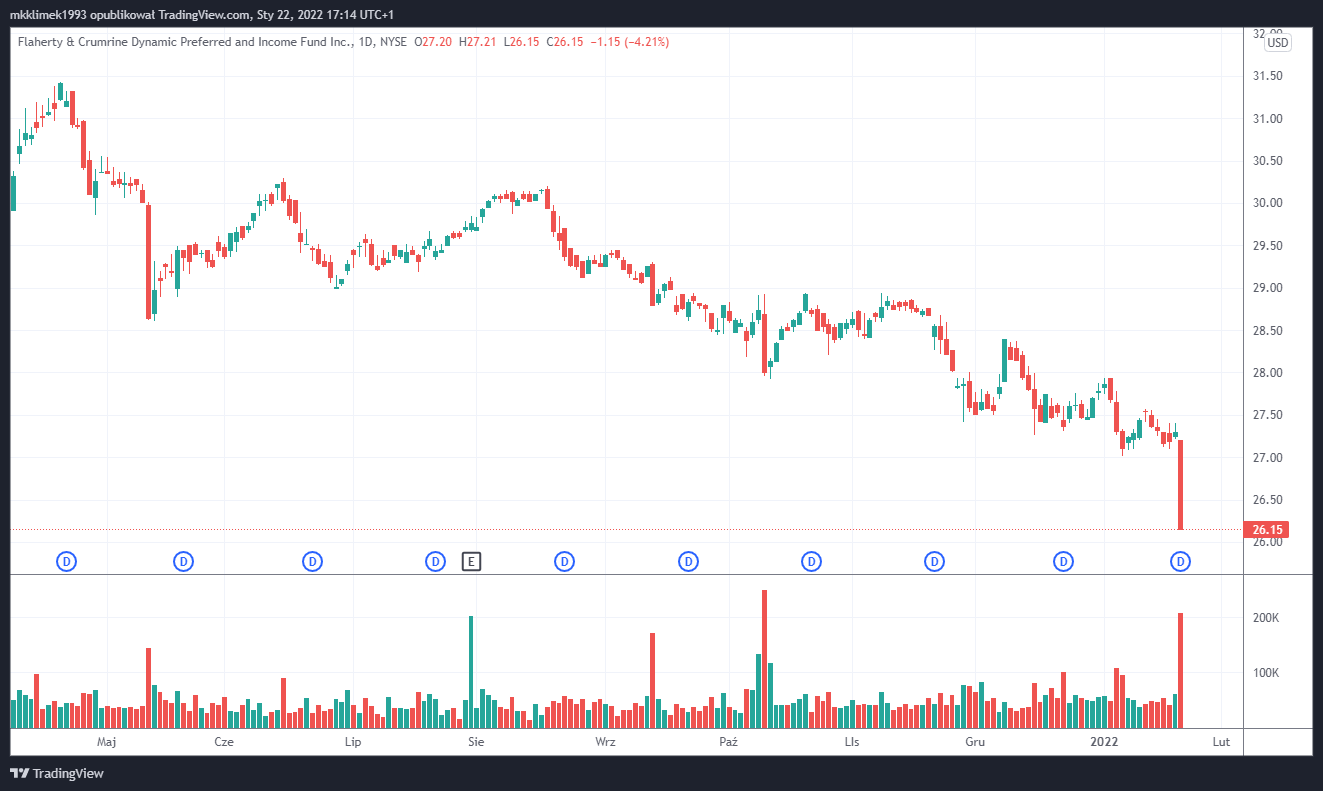 mkklimek1993 opublikował TradingView.com, Sty 22, 2022 17:14 UTC+1
Flaherty & Crumrine Dynamic Preferred and Income Fund Inc., 1D, NYSE O27.20 H27.21 L26.15 C26.15 −1.15 (−4.21%)
32.00
USD
31.50
31.00
30.50
30.00
29.50
29.00
28.50
28.00
27.50
27.00
26.50
26.15
26.00
D D D D E D D D D D D
200K
100K
Maj Cze Lip Sie Wrz Paź LIs Gru 2022 Lut
TradingView